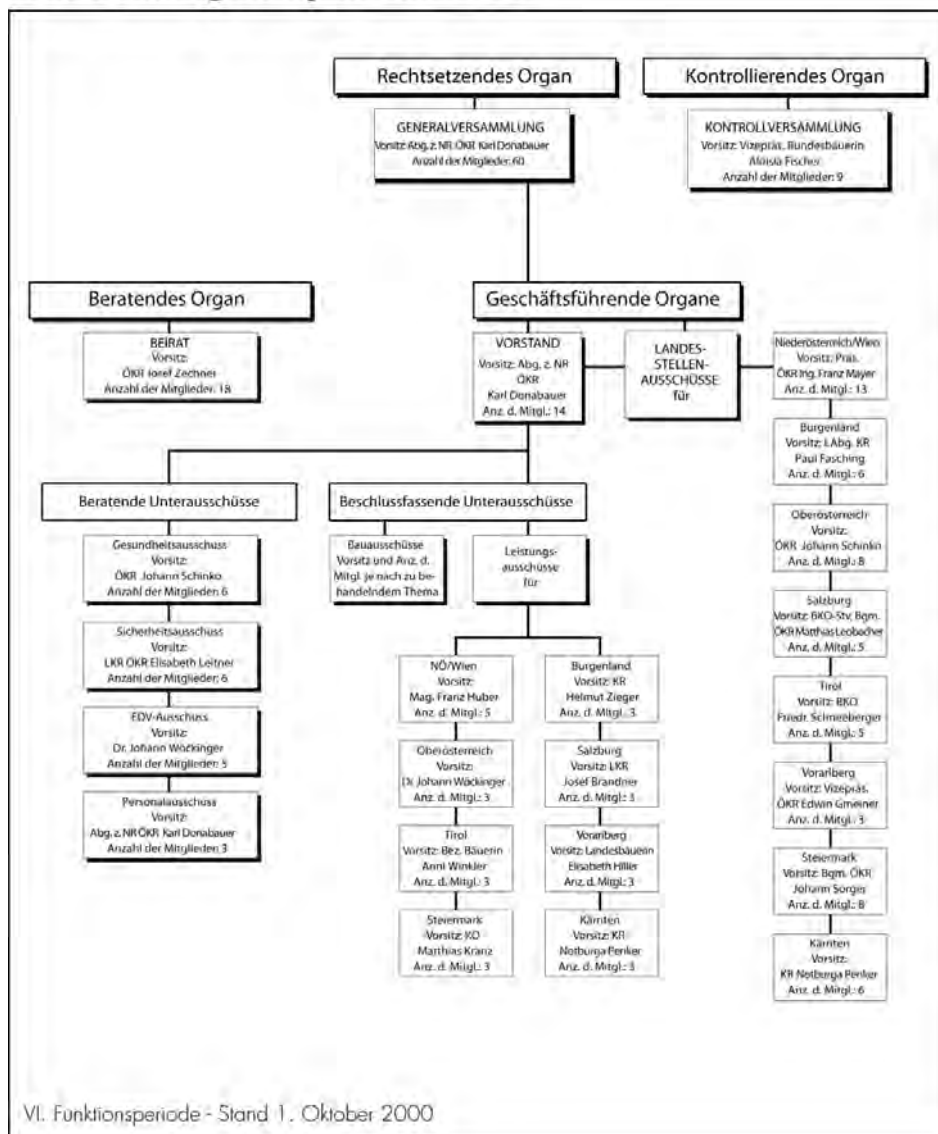 Rechtsetzendes Organ
Kontrollierendes Organ
GENERALVERSAMMLUNG
Vorsitz Abg. z. NR ÖKR Karl Donabauer
Anzahl der Mitglieder: 60
KONTROLLVERSAMMLUNG
Vorsitz: Vizepräs. Bundesbäuerin
Aloisia Fischer
Anzahl der Mitglieder: 9
Beratendes Organ
Geschäftsführende Organe
BEIRAT
Vorsitz:
ÖKR Josef Zechner
Anzahl der Mitglieder: 18
VORSTAND
Vorsitz: Abg. z. NR
ÖKR
Karl Donabauer
Anz. d. Mitgl.: 14
LANDES-
STELLEN-
AUSSCHÜSSE
für
Niederösterreich/Wien
Vorsitz: Präs.
ÖKR Ing. Franz Mayer
Anz. d. Mitgl.: 13
Burgenland
Vorsitz: LAbg. KR
Paul Fasching
Anz. d. Mitgl.: 6
Oberösterreich
Vorsitz:
ÖKR Johann Schinko
Anz. d. Mitgl.: 8
Salzburg
Vorsitz: BKO-Stv. Bgm.
ÖKR Matthias Leobacher
Anz. d. Mitgl.: 5
Tirol
Vorsitz: BKO
Friedr. Schneeberger
Anz. d. Mitgl.: 5
Vorarlberg
Vorsitz: Vizepräs.
ÖKR Edwin Gmeiner
Anz. d. Mitgl.: 3
Steiermark
Vorsitz: Bgm. ÖKR
Johann Sorger
Anz. d. Mitgl.: 8
Kärnten
Vorsitz:
KR Notburga Penker
Anz. d. Mitgl.: 6
Beratende Unterausschüsse
Beschlussfassende Unterausschüsse
Gesundheitsausschuss
Vorsitz:
ÖKR Johann Schinko
Anzahl der Mitglieder: 6
Sicherheitsausschuss
Vorsitz:
LKR ÖKR Elisabeth Leitner
Anzahl der Mitglieder: 6
EDV-Ausschuss
Vorsitz:
Dr. Johann Wöckinger
Anzahl der Mitglieder: 5
Personalausschuss
Vorsitz:
Abg. z. NR ÖKR Karl Donabauer
Anzahl der Mitglieder: 3
Bauausschüsse
Vorsitz und Anz. d.
Mitgl. je nach zu be-
handelndem Thema
Leistungs-
ausschüsse
für
NÖ/Wien
Vorsitz:
Mag. Franz Huber
Anz. d. Mitgl.: 5
Burgenland
Vorsitz: KR
Helmut Zieger
Anz. d. Mitgl.: 3
Oberösterreich
Vorsitz:
Dr. Johann Wöckinger
Anz. d. Mitgl.: 3
Salzburg
Vorsitz: LKR
Josef Brandner
Anz. d. Mitgl.: 3
Tirol
Vorsitz: Bez. Bäuerin
Anni Winkler
Anz. d. Mitgl.: 3
Vorarlberg
Vorsitz: Landesbäuerin
Elisabeth Hiller
Anz. d. Mitgl.: 3
Steiermark
Vorsitz: KO
Matthias Kranz
Anz. d. Mitgl.: 3
Kärnten
Vorsitz: KR
Notburga Penker
Anz. d. Mitgl.: 3
VI. Funktionsperiode - Stand 1. Oktober 2000